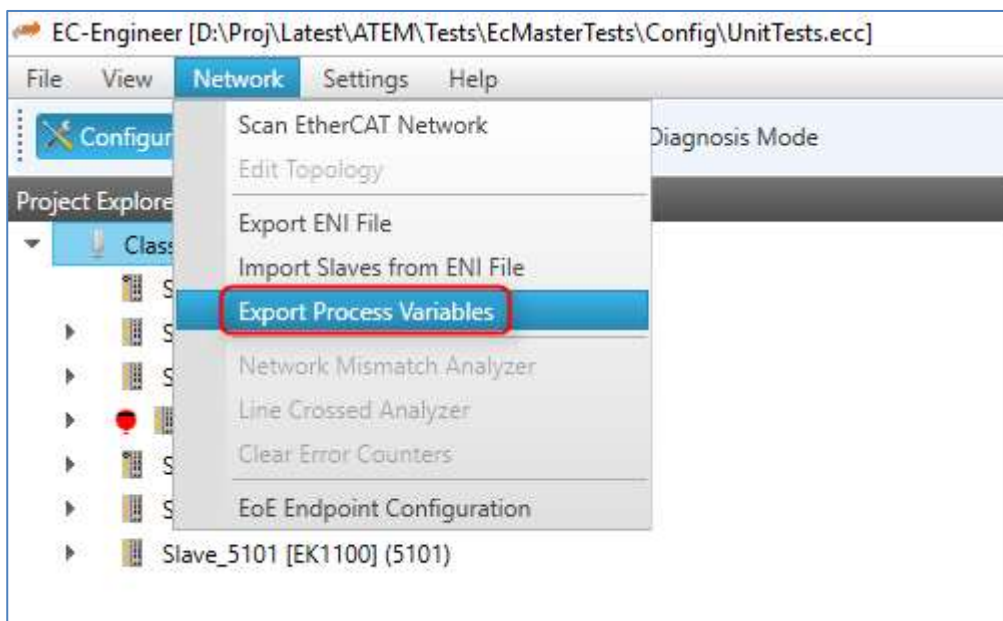 EC-Engineer [D:\Proj\Latest\ATEM\Tests\EcMasterTests\Config\UnitTests.ecc]
File View Network Settings Help
Configur Diagnosis Mode
Scan EtherCAT Network
Edit Topology
Project Explore
Export ENI File
Clas
Import Slaves from ENI File
S
Export Process Variables
S
Network Mismatch Analyzer
S
Line Crossed Analyzer
Clear Error Counters
S
EoE Endpoint Configuration
S
Slave_5101 [EK1100] (5101)